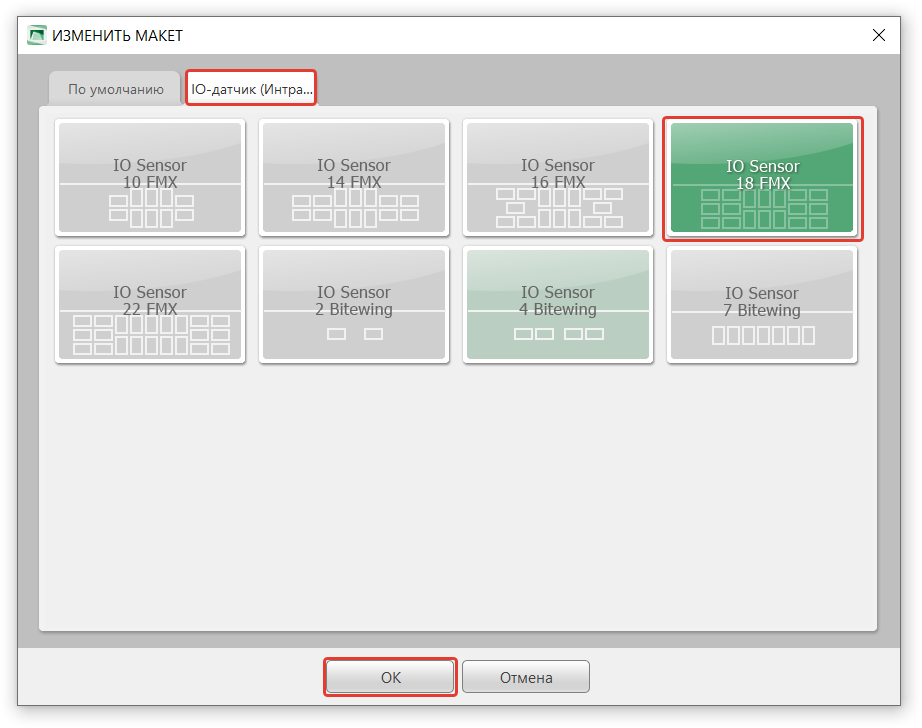 ИЗМЕНИТЬ МАКЕТ
По умолчанию
IO-датчик (Интра...
IO Sensor
10 FMX
IO Sensor
14 FMX
IO Sensor
16 FMX
IO Sensor
18 FMX
IO Sensor
22 FMX
IO Sensor
2 Bitewing
IO Sensor
4 Bitewing
IO Sensor
7 Bitewing
OK
Отмена